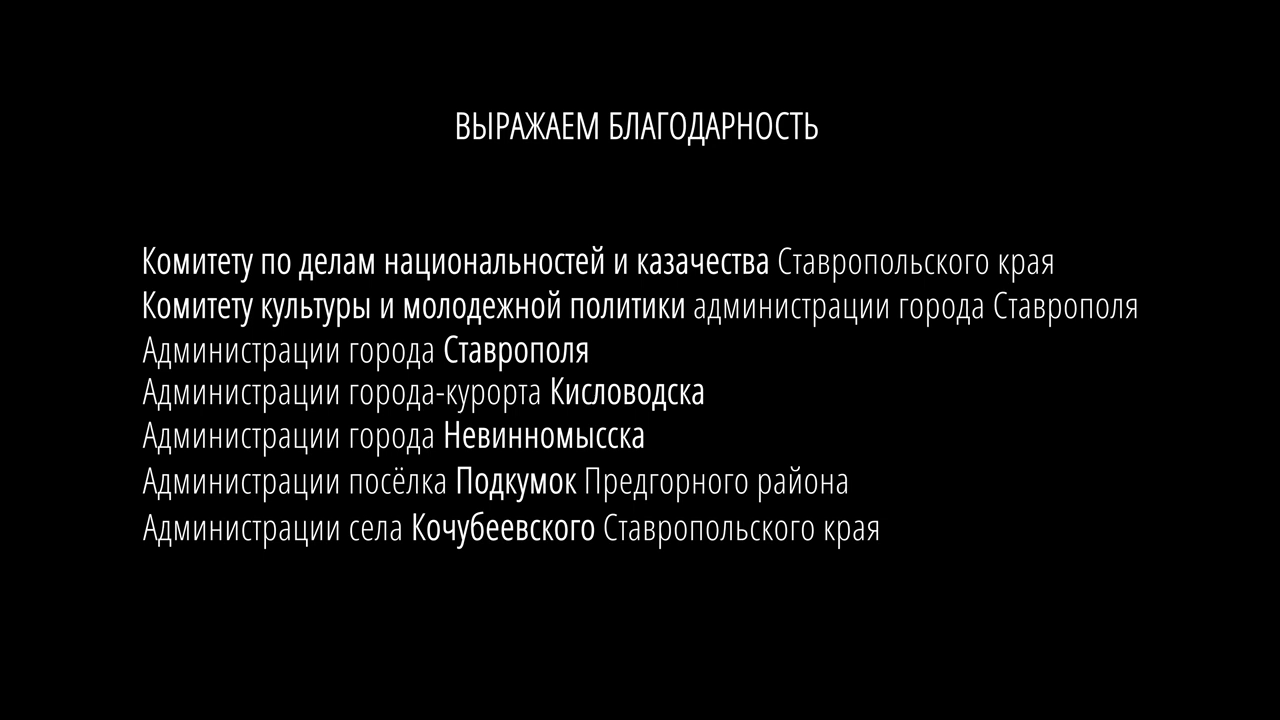 ВЫРАЖАЕМ БЛАГОДАРНОСТЬ
Комитету по делам национальностей и казачества Ставропольского края
Комитету культуры и молодежной политики администрации города Ставрополя
Администрации города Ставрополя
Администрации города-курорта Кисловодска
Администрации города Невинномысска
Администрации посёлка Подкумок Предгорного района
Администрации села Кочубеевского Ставропольского края